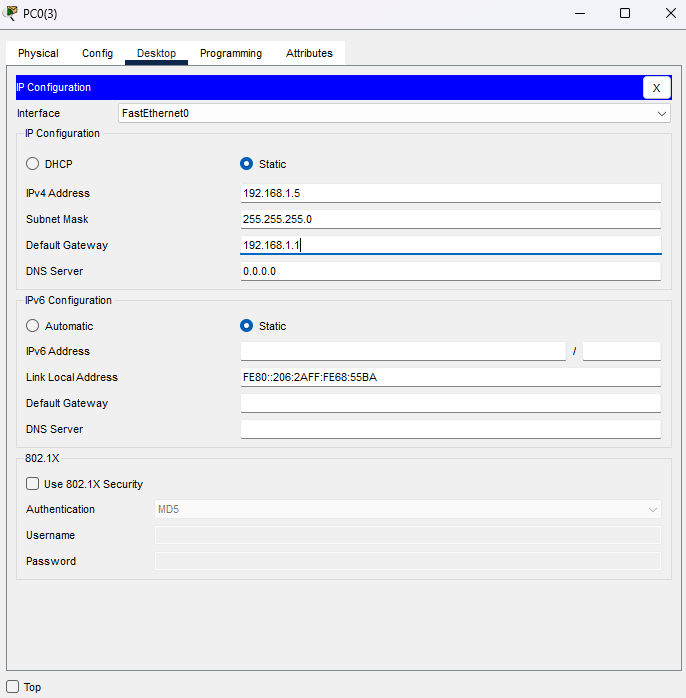 PC0(3)
Physical Config Desktop Programming Attributes
IP Configuration X
Interface FastEthernet0
IP Configuration
DHCP Static
IPv4 Address 192.168.1.5
Subnet Mask 255.255.255.0
Default Gateway 192.168.1.1
DNS Server 0.0.0.0
IPv6 Configuration
Automatic Static
IPv6 Address /
Link Local Address FE80::206:2AFF:FE68:55BA
Default Gateway
DNS Server
802.1X
Use 802.1X Security
Authentication MD5
Username
Password
Top